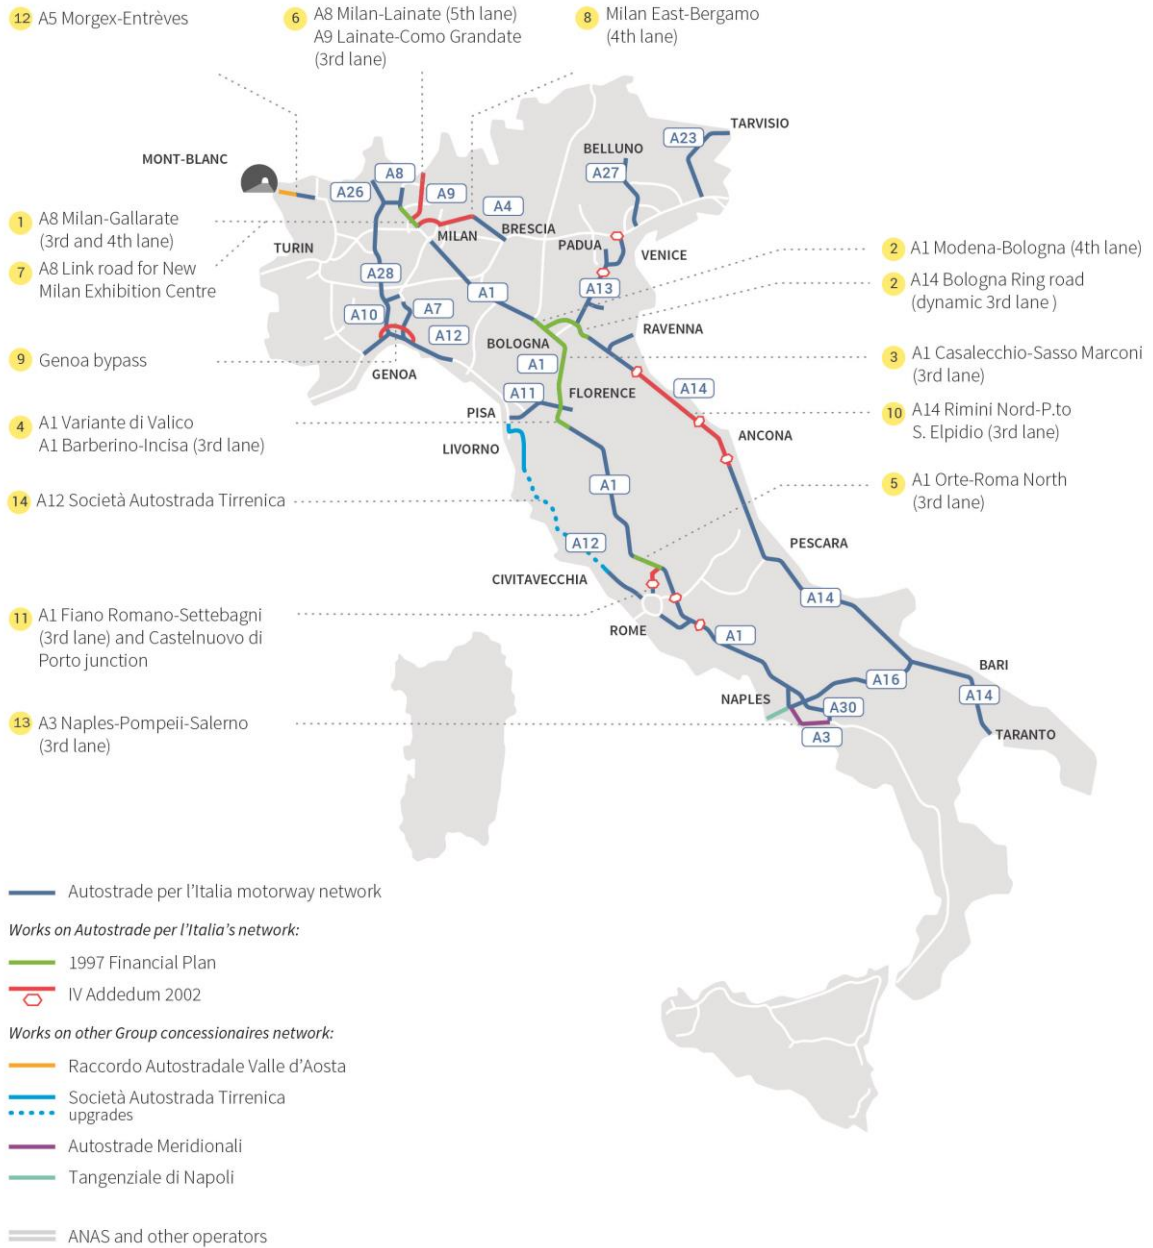 12 A5 Morgex-Entrèves
6 A8 Milan-Lainate (5th lane)
A9 Lainate-Como Grandate
(3rd lane)
8 Milan East-Bergamo
(4th lane)
TARVISIO
A23
BELLUNO
A27
MONT-BLANC
A26
A8
A9
A4
BRESCIA
MILAN
PADUA
VENICE
1 A8 Milan-Gallarate
(3rd and 4th lane)
TURIN
7 A8 Link road for New
Milan Exhibition Centre
2 A1 Modena-Bologna (4th lane)
2 A14 Bologna Ring road
(dynamic 3rd lane )
A28
A1
A13
A10
A7
A12
RAVENNA
BOLOGNA
9 Genoa bypass
GENOA
A1
3 A1 Casalecchio-Sasso Marconi
(3rd lane)
A11
FLORENCE
A14
PISA
10 A14 Rimini Nord-P.to
S. Elpidio (3rd lane)
4 A1 Variante di Valico
A1 Barberino-Incisa (3rd lane)
ANCONA
LIVORNO
5 A1 Orte-Roma North
(3rd lane)
A1
14 A12 Società Autostrada Tirrenica
A12
PESCARA
CIVITAVECCHIA
A14
11 A1 Fiano Romano-Settebagni
(3rd lane) and Castelnuovo di
Porto junction
ROME
A1
BARI
A16
A14
NAPLES
A30
13 A3 Naples-Pompeii-Salerno
(3rd lane)
A3
TARANTO
Autostrade per l’Italia motorway network
Works on Autostrade per l’Italia’s network:
1997 Financial Plan
IV Addedum 2002
Works on other Group concessionaires network:
Raccordo Autostradale Valle d’Aosta
Società Autostrada Tirrenica
upgrades
Autostrade Meridionali
Tangenziale di Napoli
ANAS and other operators